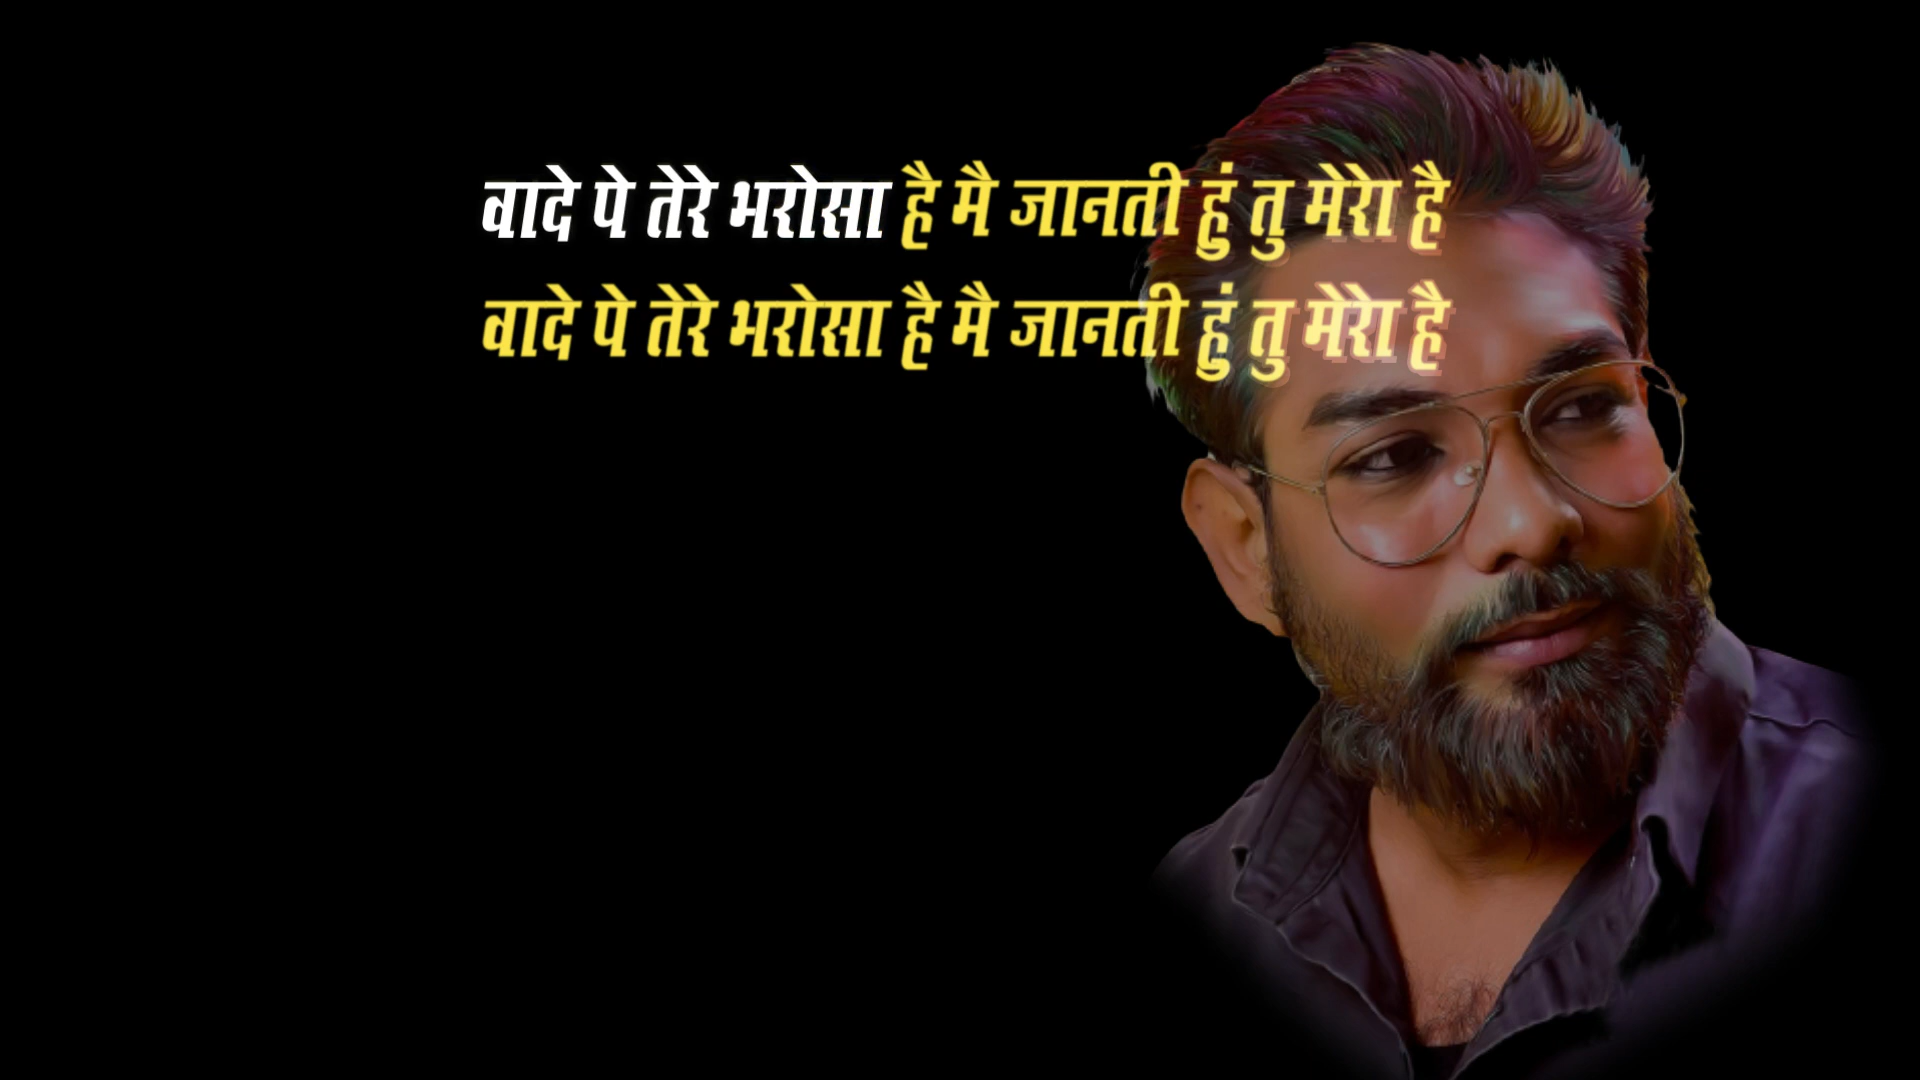 वादे पे तेरे भरोसा है मै जानती हुं तु मेरा है
वादे पे तेरे भरोसा है मै जानती हुं तु मेरा है